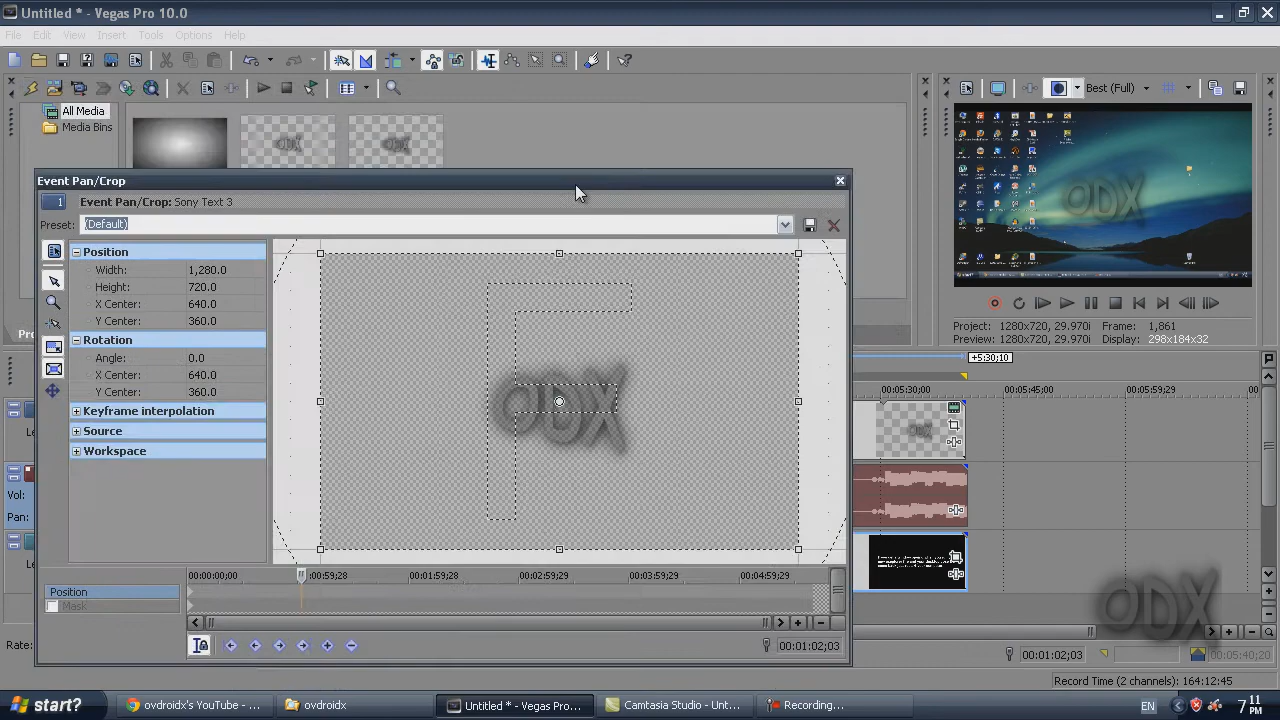 Untitled * - Vegas Pro 10.0
File Edit View Insert Tools Options Help
All Media
Media Bins
Best (Full)
ODX
Event Pan/Crop
1 Event Pan/Crop: Sony Text 3
Preset: (Default)
Position
Width: 1,280.0
Height: 720.0
X Center: 640.0
Y Center: 360.0
Rotation
Angle: 0.0
X Center: 640.0
Y Center: 360.0
Keyframe interpolation
Source
Workspace
ODX
ODX
Project: 1280x720, 29.970i Frame: 1,861
Preview: 1280x720, 29.970i Display: 298x184x32
+5:30;10
00:05:30;00 00:05:45;00 00:05:59;29 00
ODX
Vol:
Pan:
00:00:00;00 :00:59;28 00:01:59;28 00:02:59;29 00:03:59;29 00:04:59;29
Position
Mask
00:01:02;03
ODX
Rate:
00:01:02;03 00:05:40;20
Record Time (2 channels): 164:12:45
start?
ovdroidx - YouTube - ...
ovdroidx
Untitled * - Vegas Pro...
Camtasia Studio - Unt...
Recording...
EN
7 11 PM